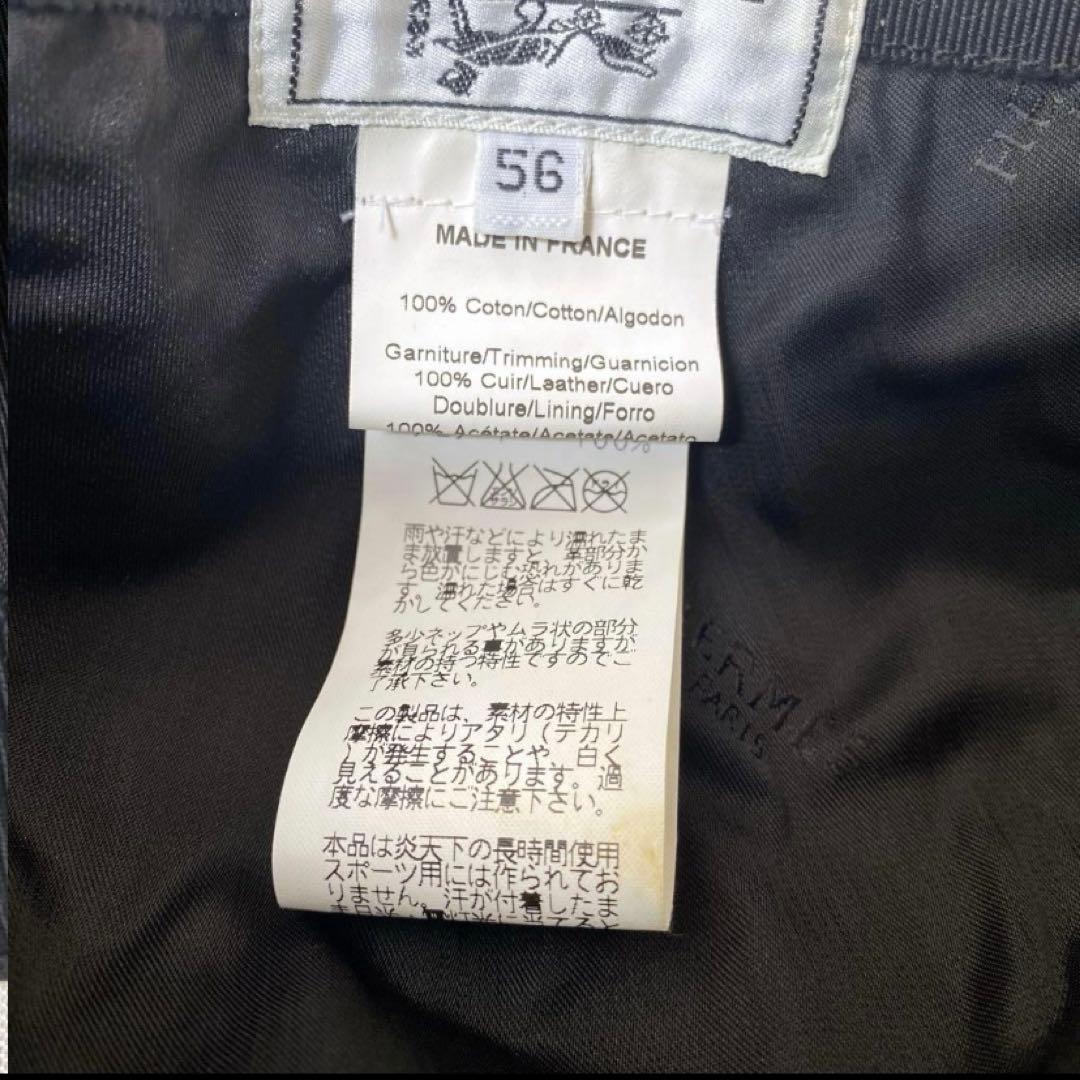 56
MADE IN FRANCE
100% Coton/Cotton/Algodon
Garniture/Trimming/Guarnicion
100% Cuir/Leather/Cuero
Doublure/Lining/Forro
100% Acétate/Acetate/Acetato
100%
雨や汗などにより濡れたま
ま放置しますと、革部分か
ら色がにじむ恐れがありま
す。濡れた場合はすぐに乾
かしてください。
多少ネップやムラ状の部分
が見られる事がありますが
素材の持つ特性ですのでご
了承下さい。
この製品は、素材の特性上
摩擦によりアタリ(テカリ
)が発生することや、白く
見えることがあります。過
度な摩擦にご注意下さい。
本品は炎天下の長時間使用
スポーツ用には作られてお
りません。汗が付着したま
ERMES
PARIS